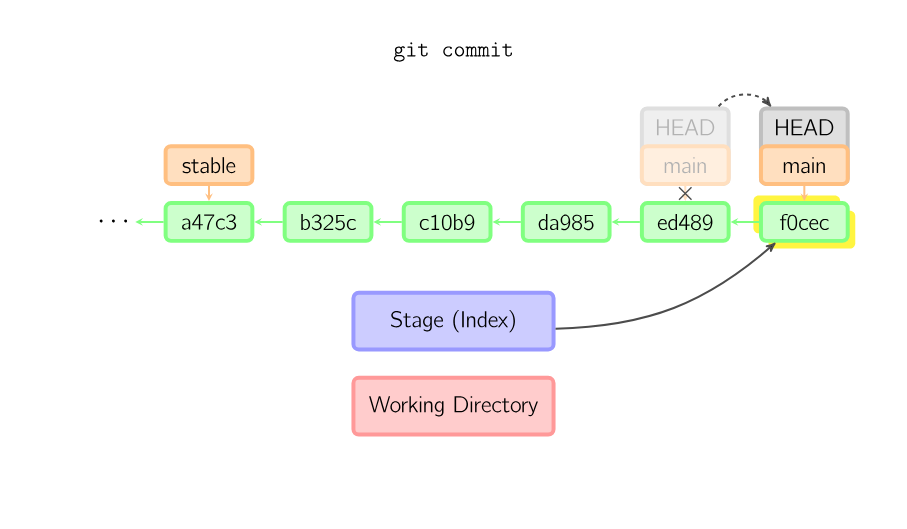 git commit
HEAD HEAD
stable main main
... a47c3 b325c c10b9 da985 ed489 f0cec
Stage (Index)
Working Directory